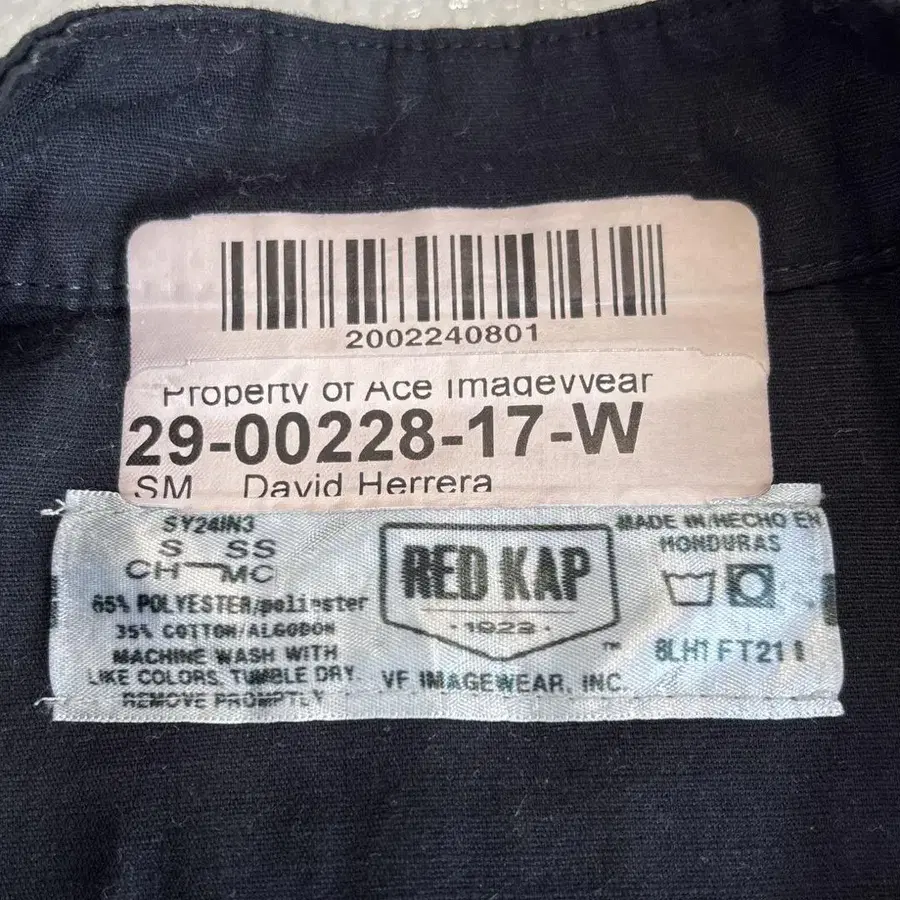 2002240801
Property of Ace Imagewear
29-00228-17-W
SM David Herrera
SY24IN3
S SS
CH MC
65% POLYESTER/poliester
35% COTTON/ALGODON
MACHINE WASH WITH
LIKE COLORS, TUMBLE DRY.
REMOVE PROMPTLY
RED KAP
·1923·
™
VF IMAGEWEAR, INC.
MADE IN/HECHO EN
HONDURAS
8LH1 FT21